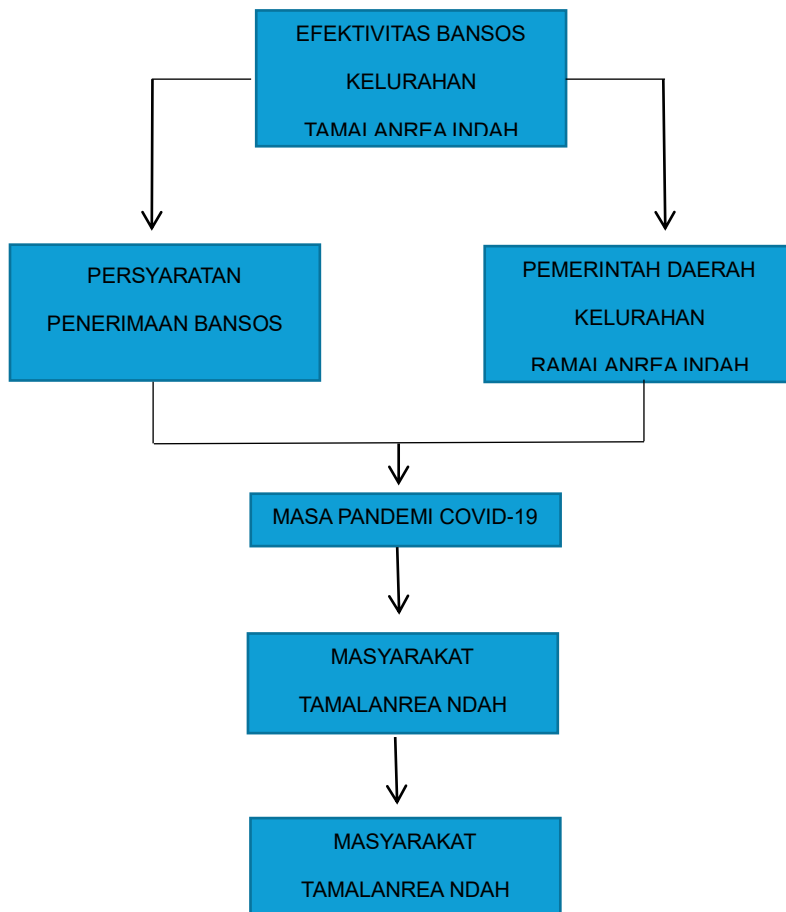 EFEKTIVITAS BANSOS
KELURAHAN
TAMALANREA INDAH
PERSYARATAN
PENERIMAAN BANSOS
PEMERINTAH DAERAH
KELURAHAN
RAMALANREA INDAH
MASA PANDEMI COVID-19
MASYARAKAT
TAMALANREA NDAH
MASYARAKAT
TAMALANREA NDAH